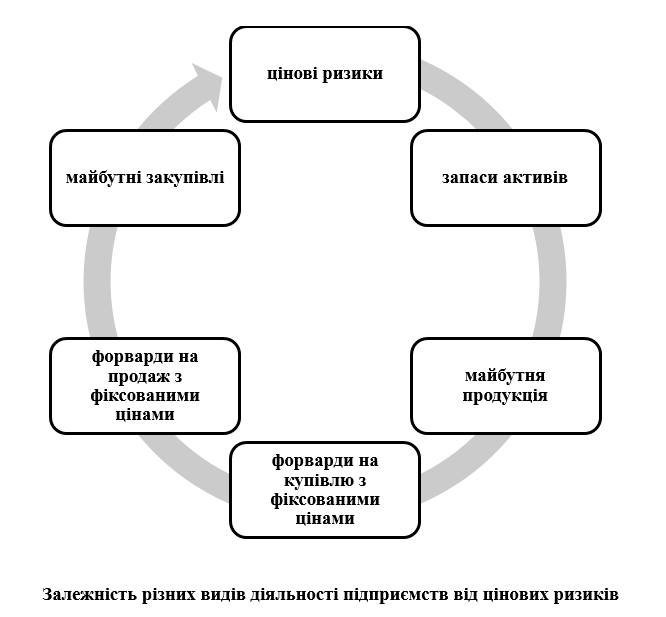 цінові ризики
запаси активів
майбутня
продукція
форварди на
купівлю з
фіксованими
цінами
форварди на
продаж з
фіксованими
цінами
майбутні закупівлі
Залежність різних видів діяльності підприємств від цінових ризиків